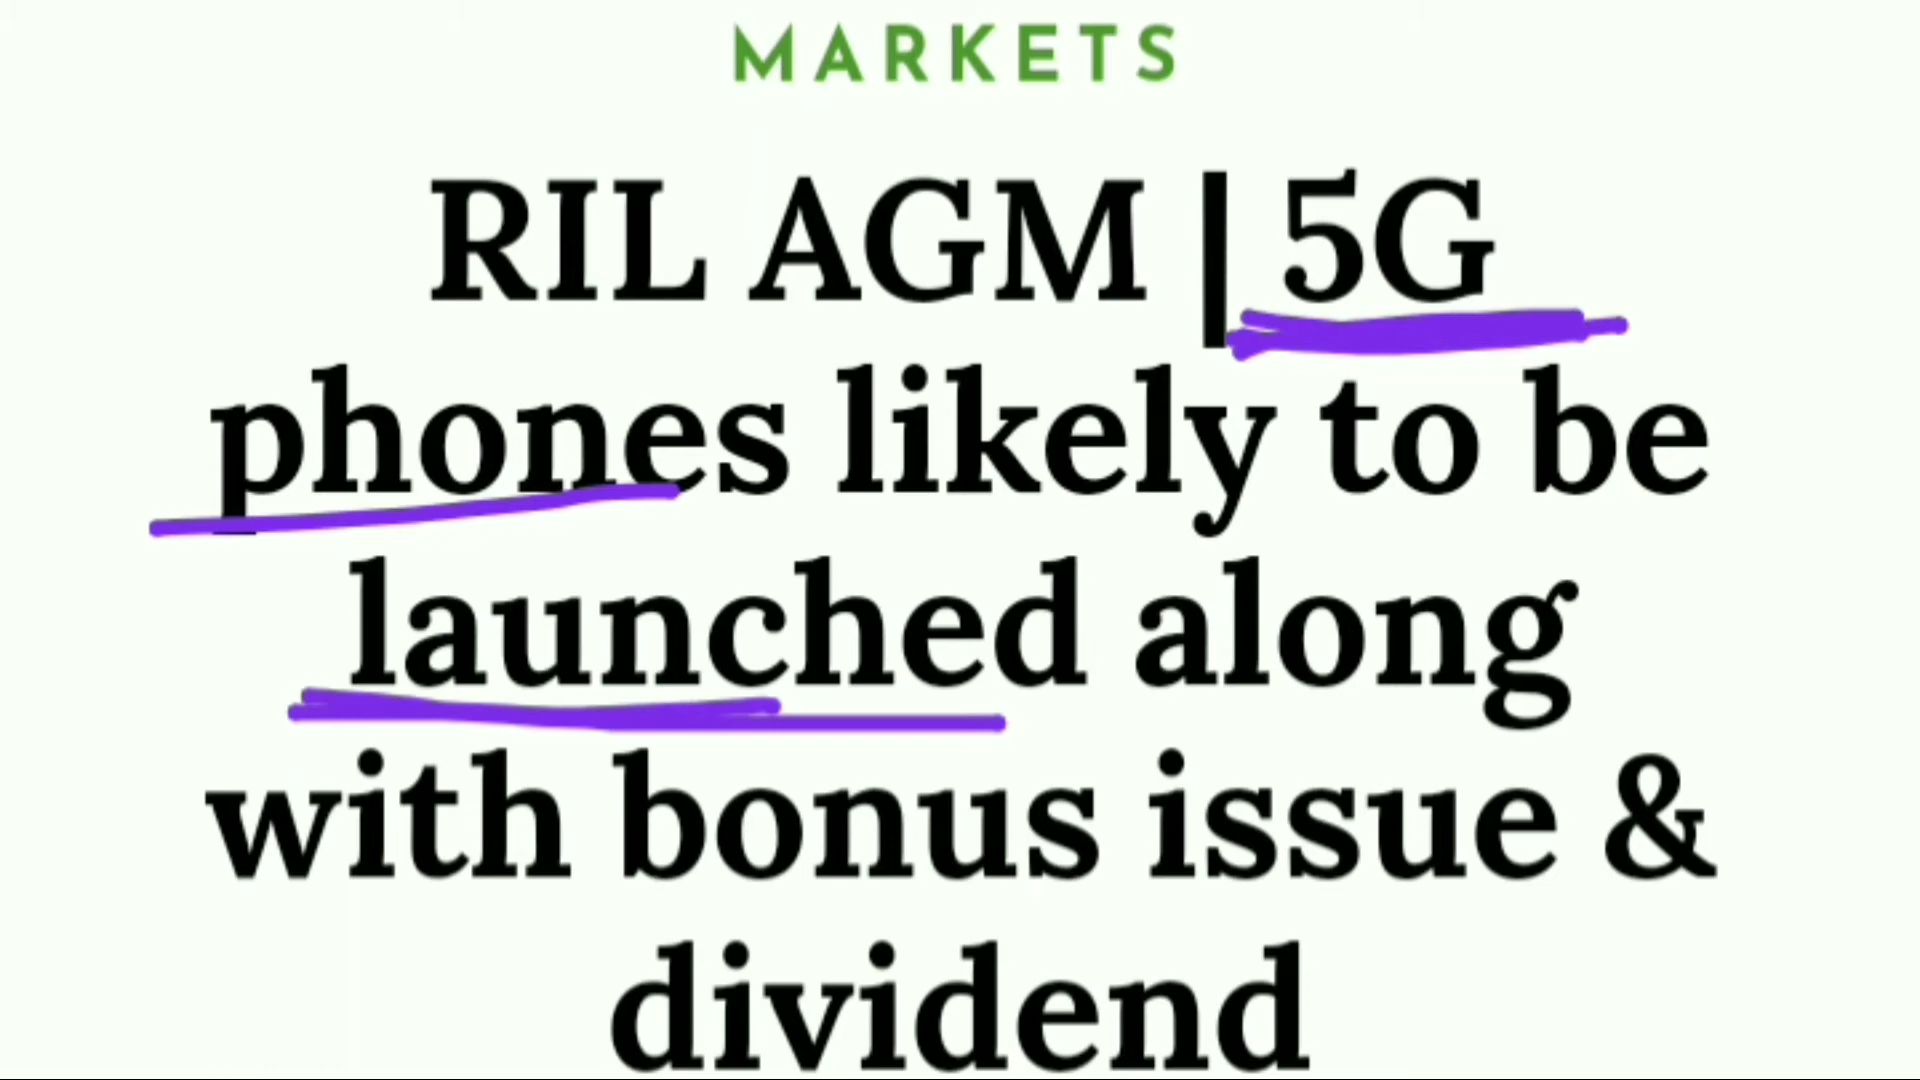 MARKETS
RIL AGM | 5G
phones likely to be
launched along
with bonus issue &
dividend